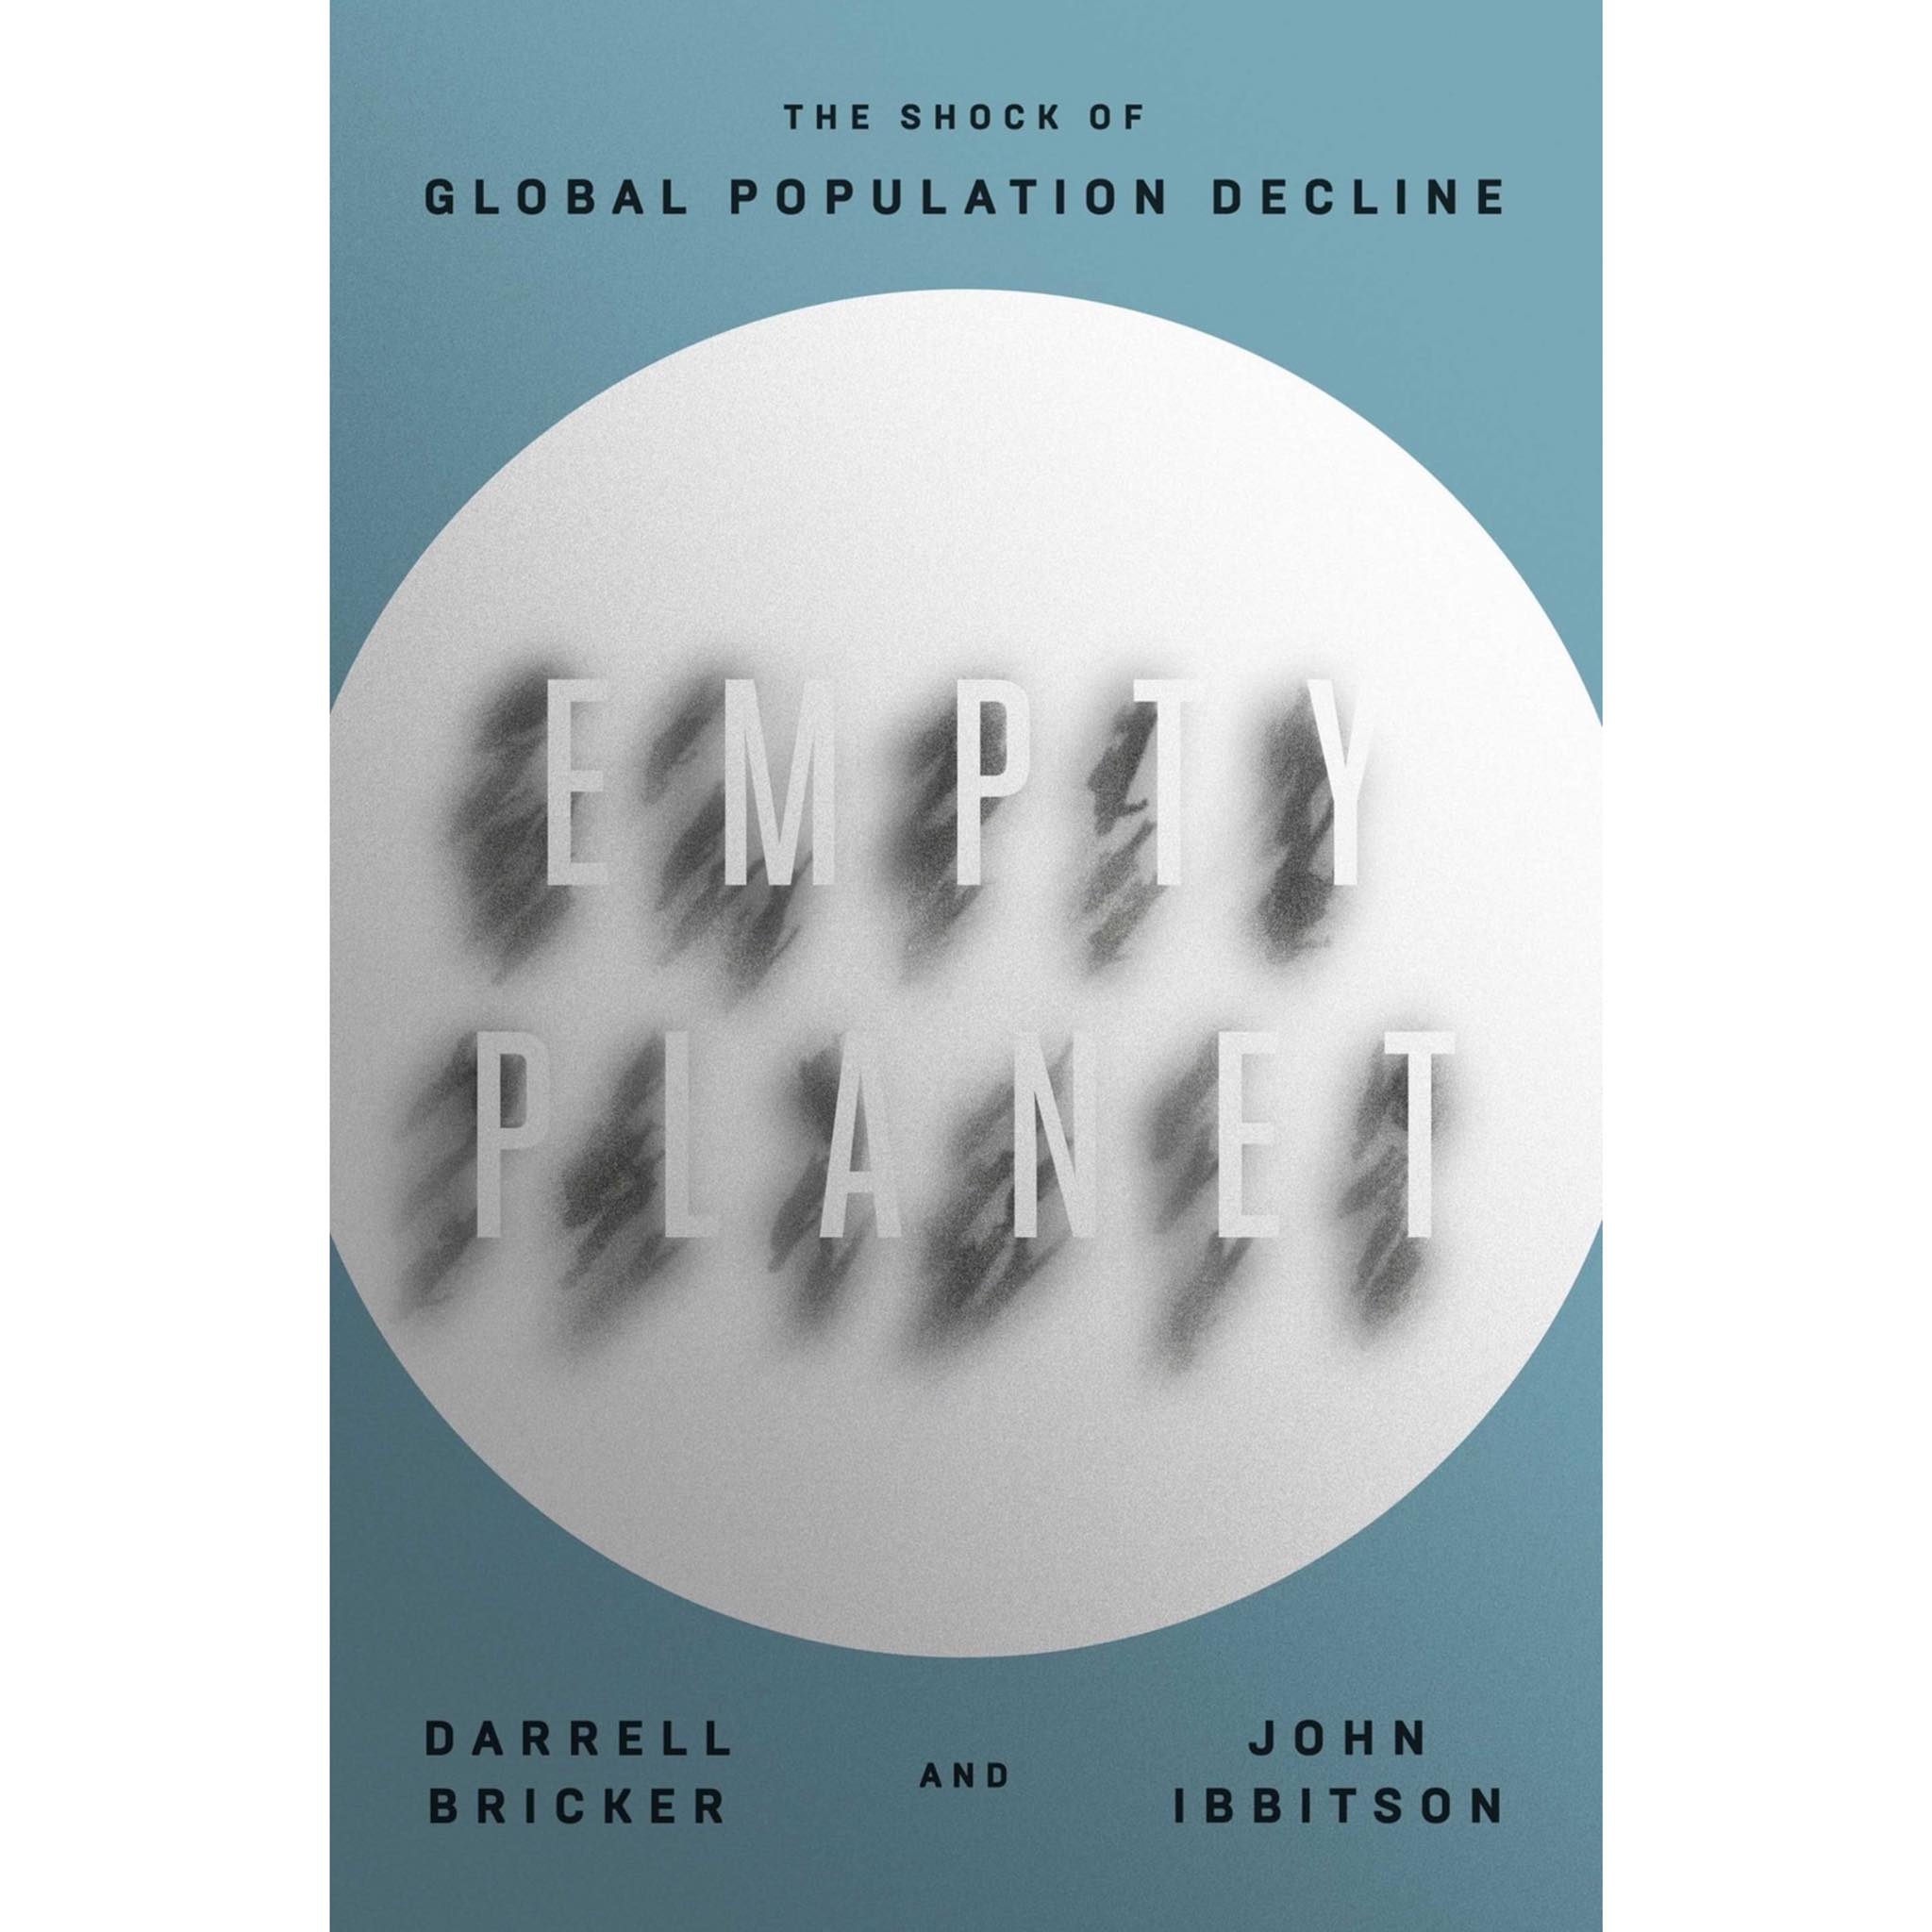 THE SHOCK OF
GLOBAL POPULATION DECLINE
EMPTY
PLANET
DARRELL
BRICKER
AND
JOHN
IBBITSON